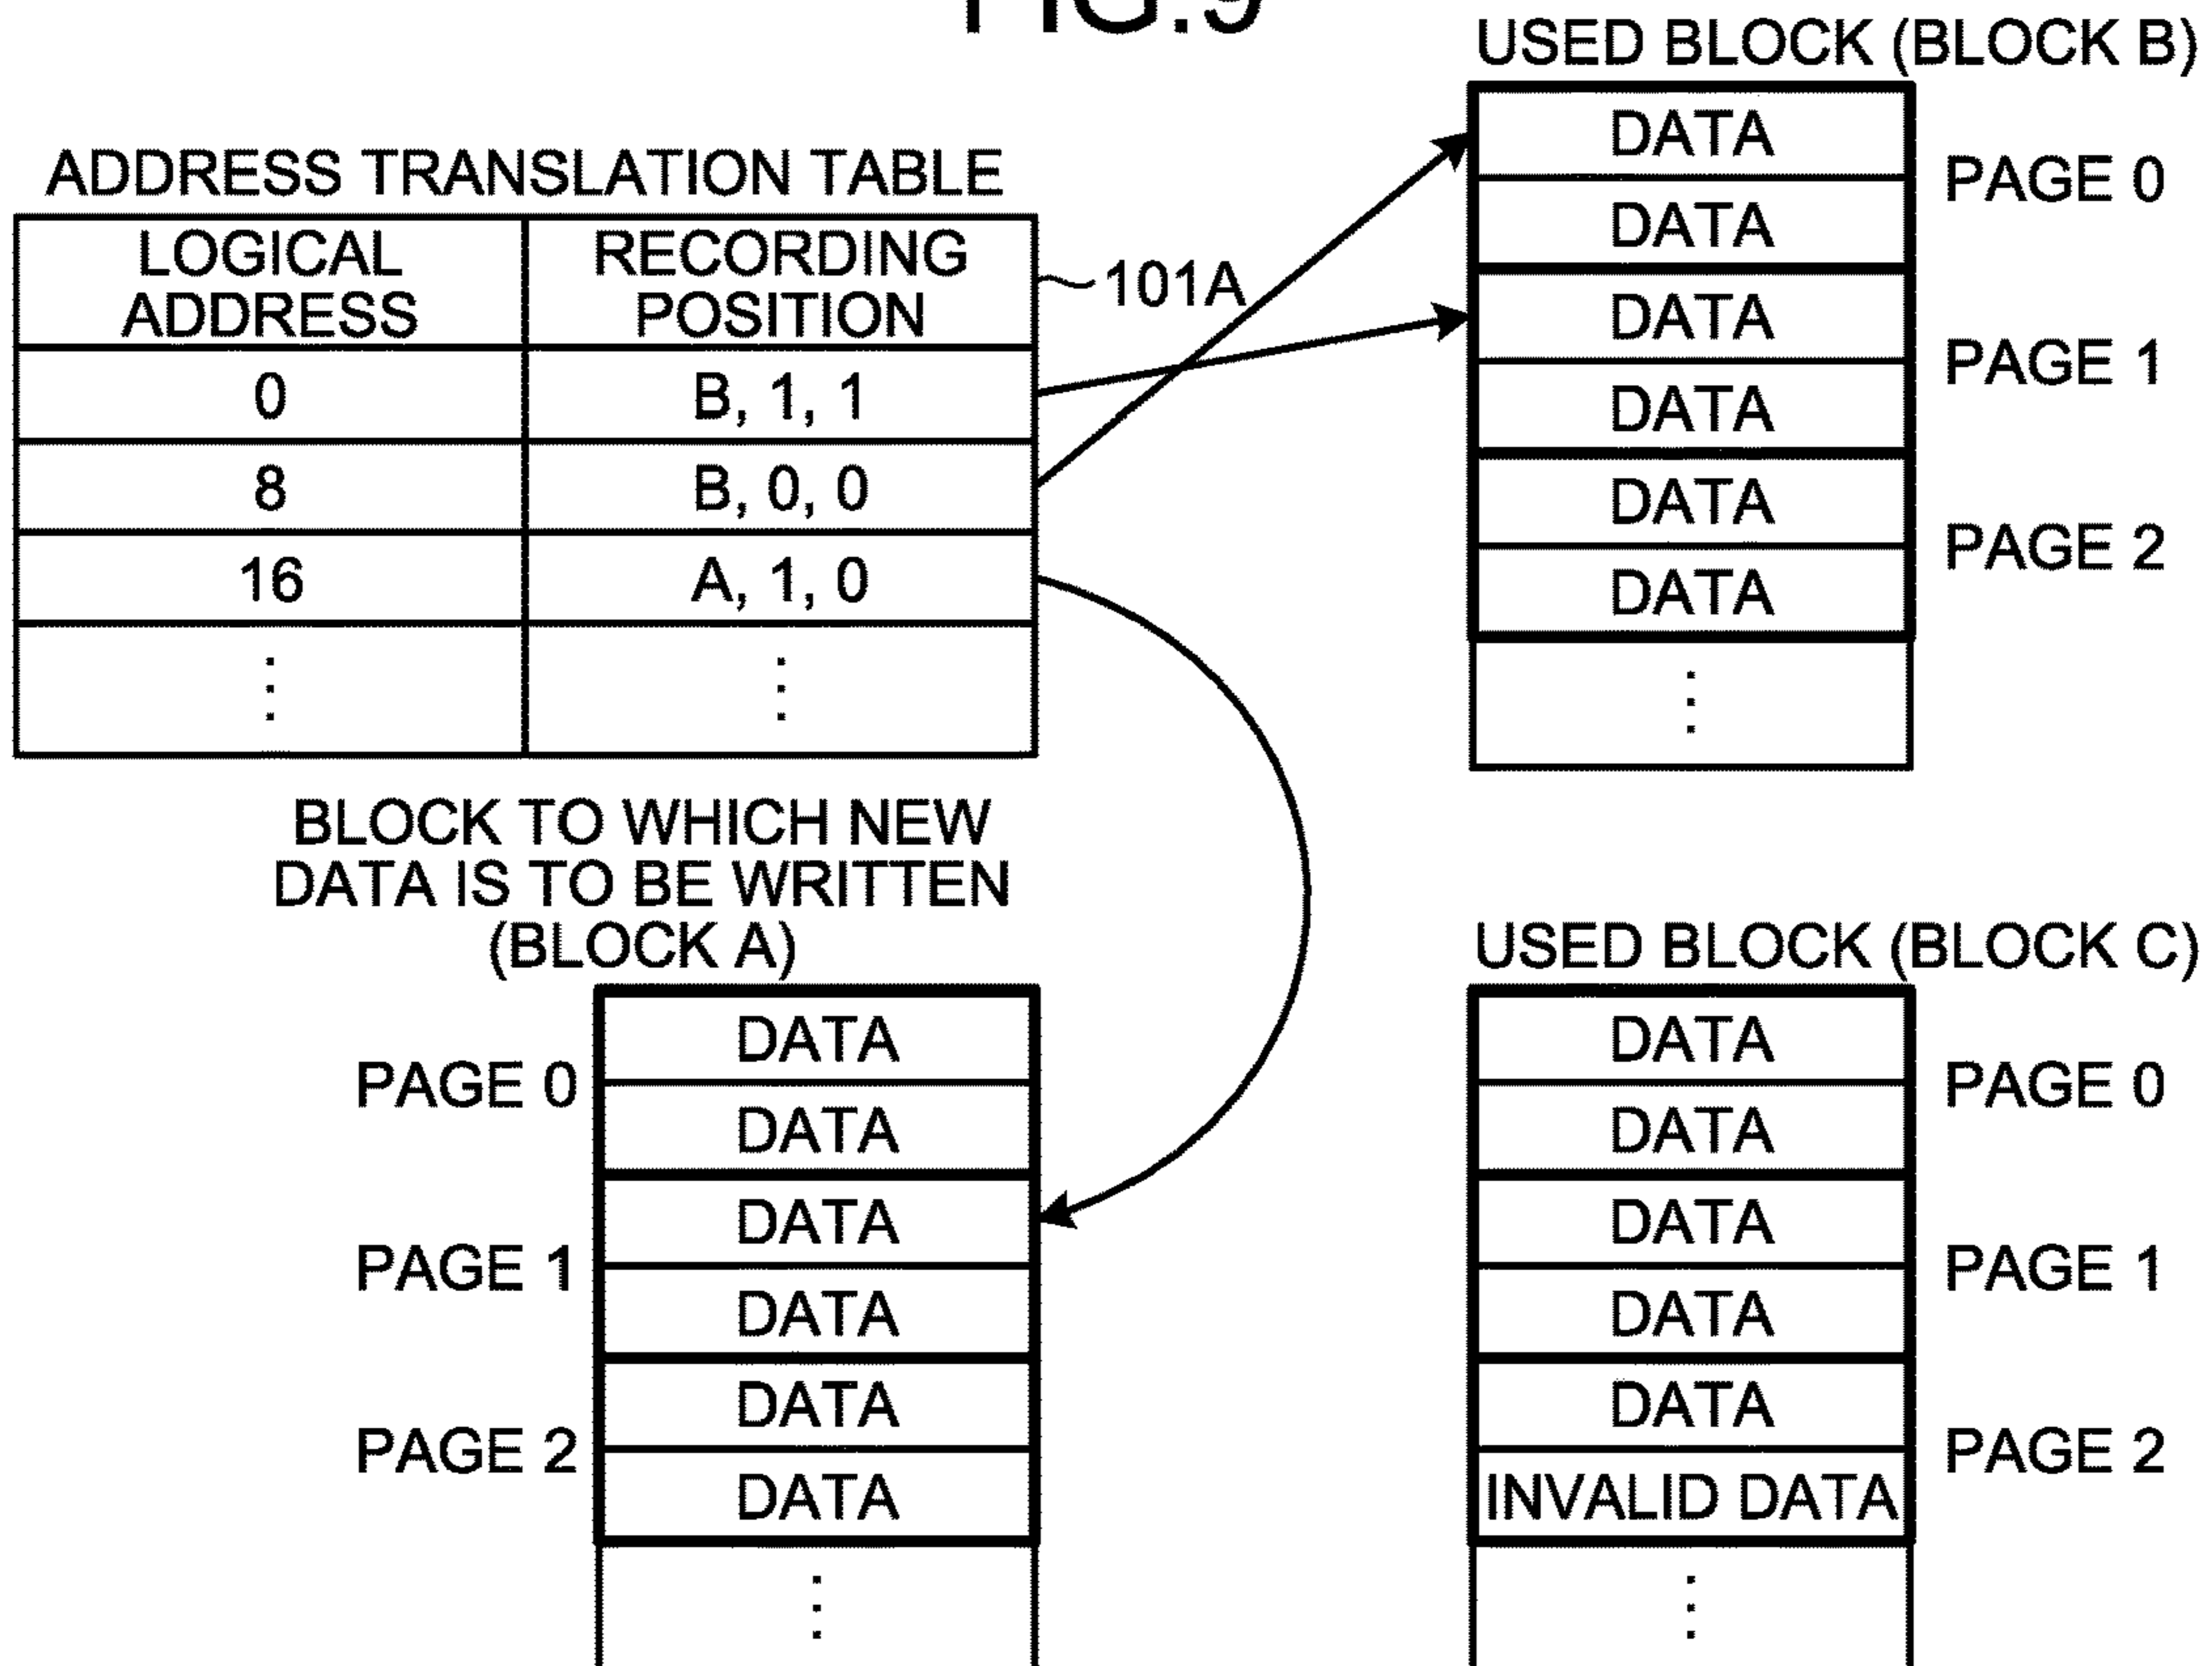 FIG.9
ADDRESS TRANSLATION TABLE
LOGICAL ADDRESS RECORDING POSITION
101A
0 B, 1, 1
8 B, 0, 0
16 A, 1, 0
⋮ ⋮
USED BLOCK (BLOCK B)
DATA
DATA
PAGE 0
DATA
DATA
PAGE 1
DATA
DATA
PAGE 2
⋮
BLOCK TO WHICH NEW
DATA IS TO BE WRITTEN
(BLOCK A)
PAGE 0
DATA
DATA
PAGE 1
DATA
DATA
PAGE 2
DATA
DATA
⋮
USED BLOCK (BLOCK C)
DATA
DATA
PAGE 0
DATA
DATA
PAGE 1
DATA
INVALID DATA
PAGE 2
⋮